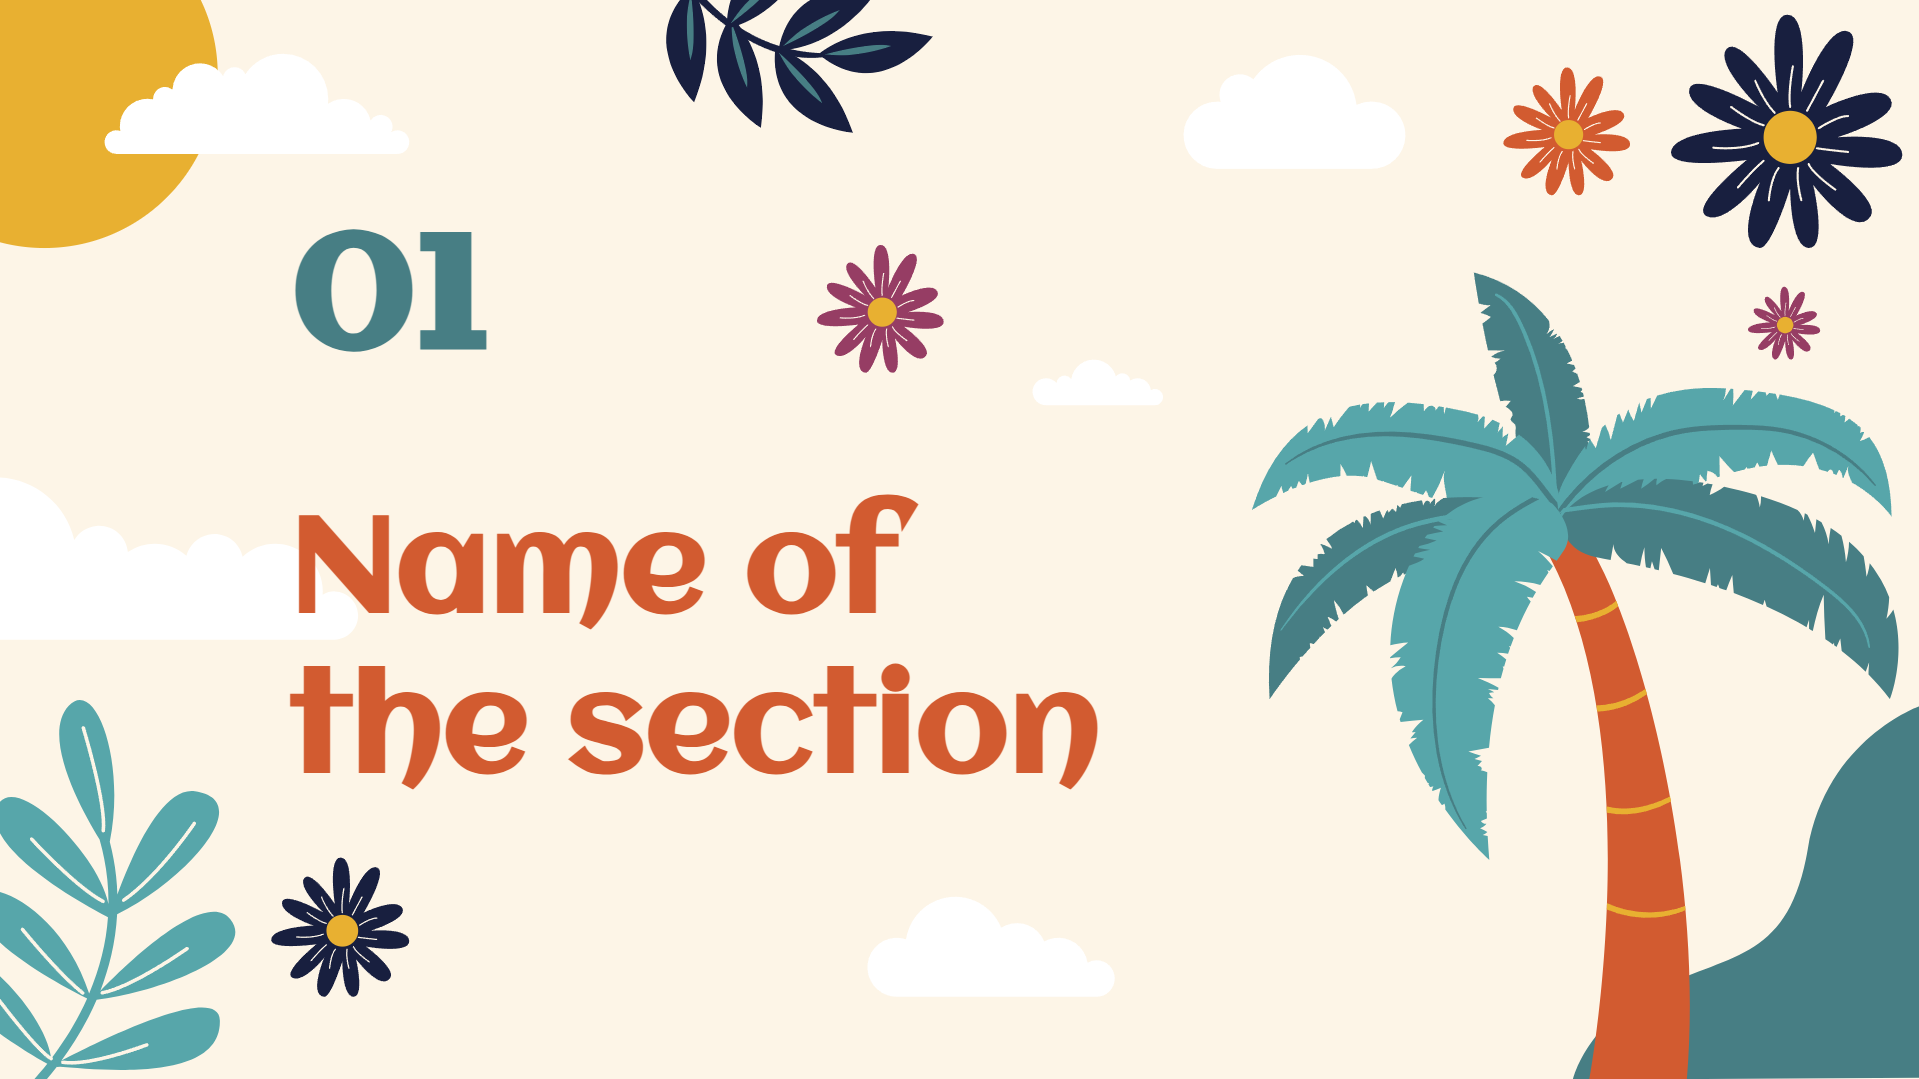 01
Name of
the section